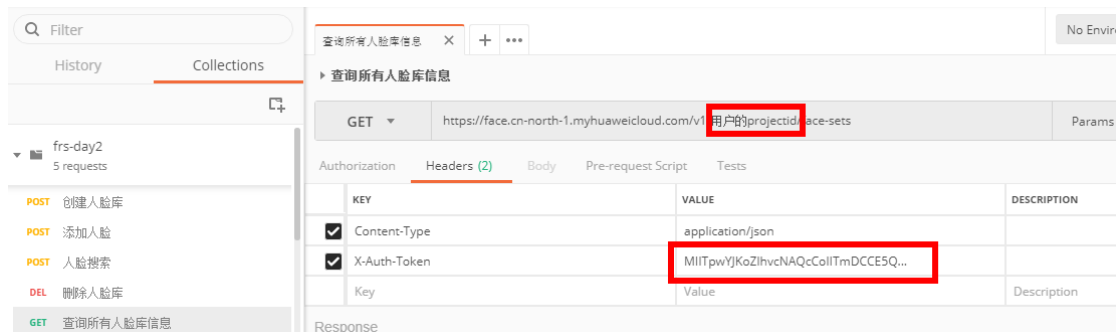 Filter
History
Collections
frs-day2
5 requests
POST 创建人脸库
POST 添加人脸
POST 人脸搜索
DEL 删除人脸库
GET 查询所有人脸库信息
查询所有人脸库信息 × + •••
No Envir
查询所有人脸库信息
GET https://face.cn-north-1.myhuaweicloud.com/v1 用户的projectid/ace-sets Params
Authorization Headers (2) Body Pre-request Script Tests
KEY VALUE DESCRIPTION
Content-Type application/json
X-Auth-Token MIITpwYJKoZIhvcNAQcCoIITmDCCE5Q...
Key Value Description
Response